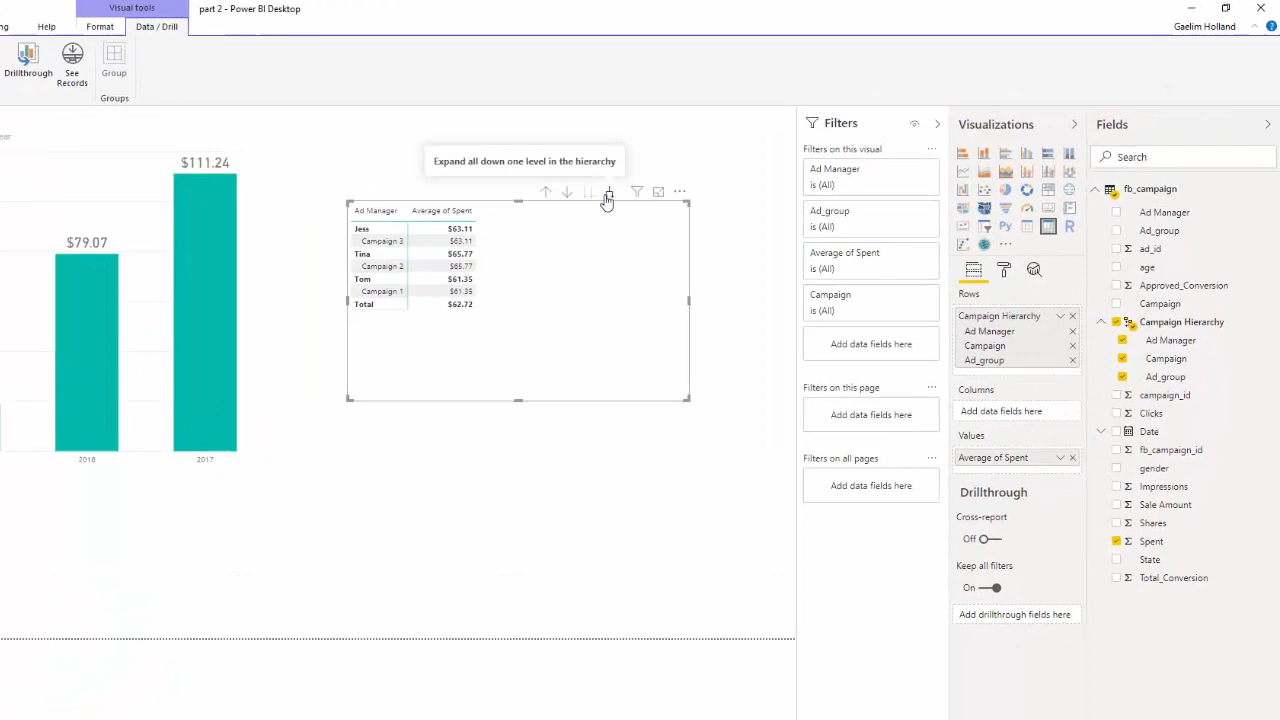 Visual tools
part 2 - Power BI Desktop
ng
Help
Format
Data / Drill
Gaelim Holland
Drillthrough
See
Records
Group
Groups
ear
$111.24
$79.07
2016
2017
Expand all down one level in the hierarchy
Ad Manager Average of Spent
Jess $63.11
Campaign 3 $63.11
Tina $65.77
Campaign 2 $65.77
Tom $61.35
Campaign 1 $61.35
Total $62.72
Filters
Filters on this visual
Ad Manager
is (All)
Ad_group
is (All)
Average of Spent
is (All)
Campaign
is (All)
Add data fields here
Filters on this page
Add data fields here
Filters on all pages
Add data fields here
Visualizations
Py
R
Rows
Campaign Hierarchy
Ad Manager
Campaign
Ad_group
Columns
Add data fields here
Values
Average of Spent
Drillthrough
Cross-report
Off
Keep all filters
On
Add drillthrough fields here
Fields
Search
fb_campaign
Ad Manager
Ad_group
Σ ad_id
age
Σ Approved_Conversion
Campaign
Campaign Hierarchy
Ad Manager
Campaign
Ad_group
Σ campaign_id
Σ Clicks
Date
Σ fb_campaign_id
gender
Σ Impressions
Σ Sale Amount
Σ Shares
Σ Spent
State
Σ Total_Conversion